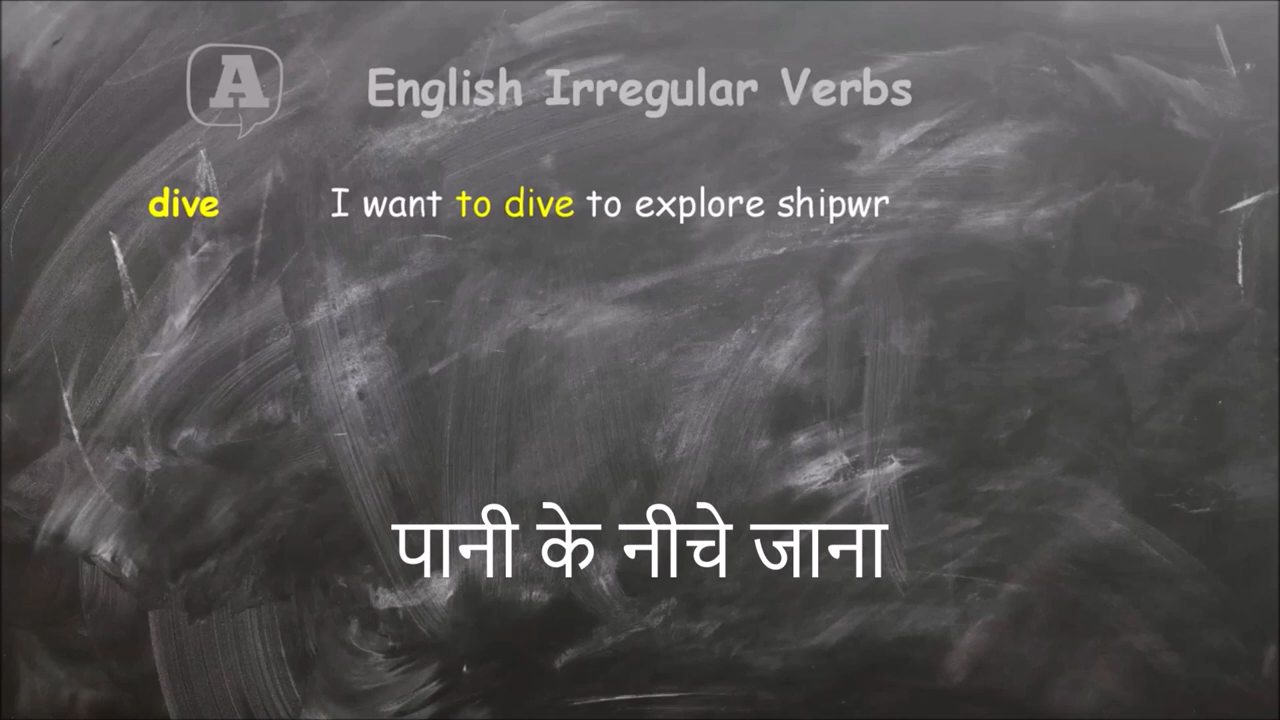 A English Irregular Verbs
dive I want to dive to explore shipwr
पानी के नीचे जाना